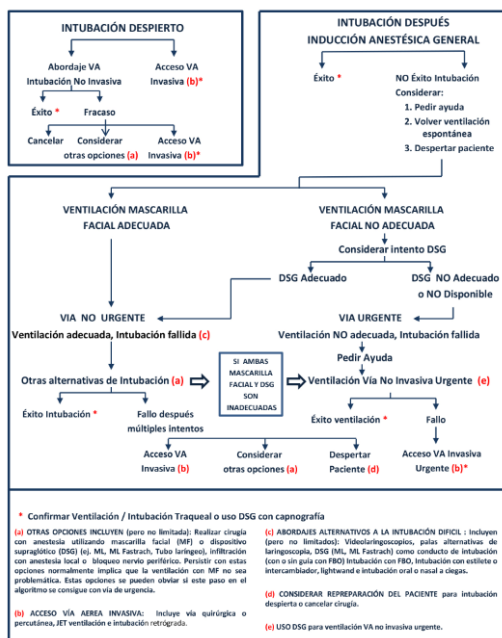 INTUBACIÓN DESPIERTO
Abordaje VA
Intubación No Invasiva
Acceso VA
Invasiva (b)*
Éxito *
Fracaso
Cancelar
Considerar
otras opciones (a)
Acceso VA
Invasiva (b)*
INTUBACIÓN DESPUÉS
INDUCCIÓN ANESTÉSICA GENERAL
Éxito *
NO Éxito Intubación
Considerar:
1. Pedir ayuda
2. Volver ventilación
espontánea
3. Despertar paciente
VENTILACIÓN MASCARILLA
FACIAL ADECUADA
VENTILACIÓN MASCARILLA
FACIAL NO ADECUADA
Considerar intento DSG
DSG Adecuado
DSG NO Adecuado
o NO Disponible
VIA NO URGENTE
Ventilación adecuada, Intubación fallida (c)
VIA URGENTE
Ventilación NO adecuada, Intubación fallida
Pedir Ayuda
Otras alternativas de Intubación (a)
SI AMBAS
MASCARILLA
FACIAL Y DSG
SON
INADECUADAS
Ventilación Vía No Invasiva Urgente (e)
Éxito Intubación *
Fallo después
múltiples intentos
Éxito ventilación *
Fallo
Acceso VA
Invasiva (b)
Considerar
otras opciones (a)
Despertar
Paciente (d)
Acceso VA Invasiva
Urgente (b)*
* Confirmar Ventilación / Intubación Traqueal o uso DSG con capnografía
(a) OTRAS OPCIONES INCLUYEN (pero no limitada): Realizar cirugía
con anestesia utilizando mascarilla facial (MF) o dispositivo
supraglótico (DSG) (ej. ML, ML Fastrach, Tubo laríngeo), infiltración
con anestesia local o bloqueo nervio periférico. Persistir con estas
opciones normalmente implica que la ventilación con MF no sea
problemática. Estas opciones se pueden obviar si este paso en el
algoritmo se consigue con vía de urgencia.
(b) ACCESO VÍA AEREA INVASIVA: Incluye vía quirúrgica o
percutánea, JET ventilación e intubación retrógrada.
(c) ABORDAJES ALTERNATIVOS A LA INTUBACIÓN DIFICIL : Incluyen
(pero no limitados): Videolaringoscopios, palas alternativas de
laringoscopia, DSG (ML, ML Fastrach) como conducto de intubación
(con o sin guía con FBO) Intubación con FBO, Intubación estilete o
intercambiador, lightwand e intubación oral o nasal a ciegas.
(d) CONSIDERAR REPREPARACIÓN DEL PACIENTE para intubación
despierta o cancelar cirugía.
(e) USO DSG para ventilación VA no invasiva urgente.